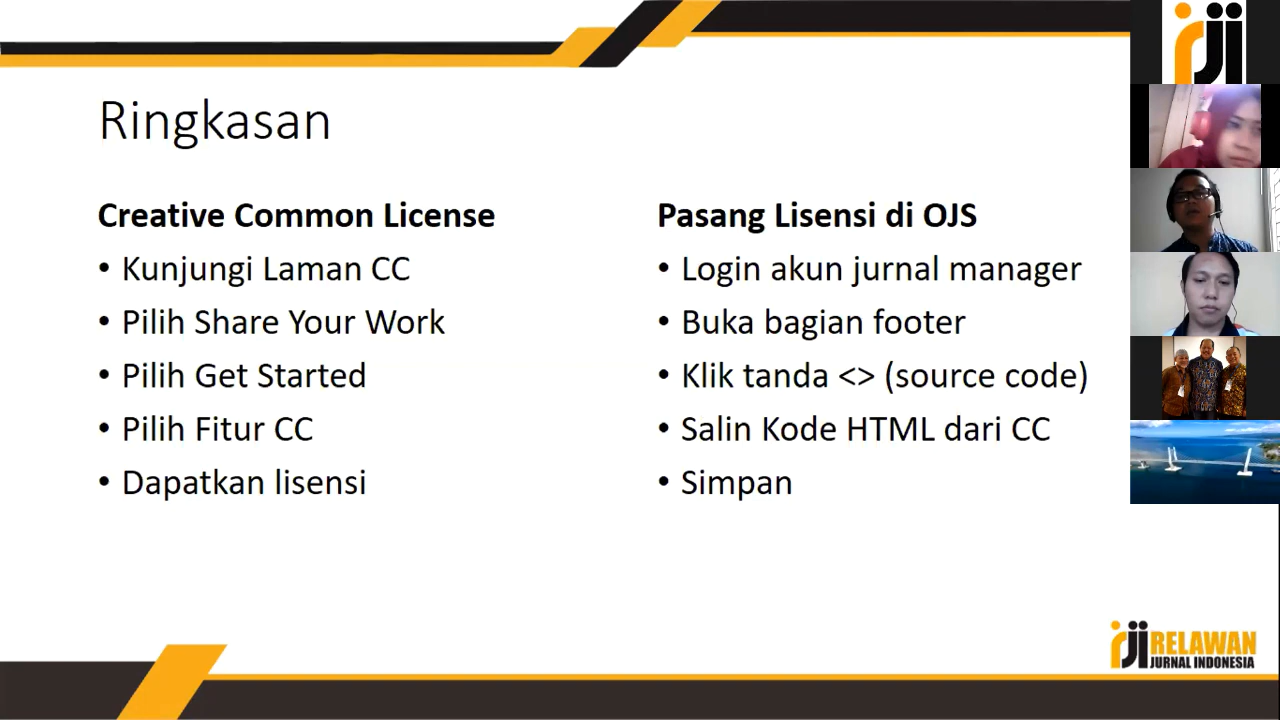 Ringkasan
Creative Common License
• Kunjungi Laman CC
• Pilih Share Your Work
• Pilih Get Started
• Pilih Fitur CC
• Dapatkan lisensi
Pasang Lisensi di OJS
• Login akun jurnal manager
• Buka bagian footer
• Klik tanda <> (source code)
• Salin Kode HTML dari CC
• Simpan
rji
rji RELAWAN
JURNAL INDONESIA